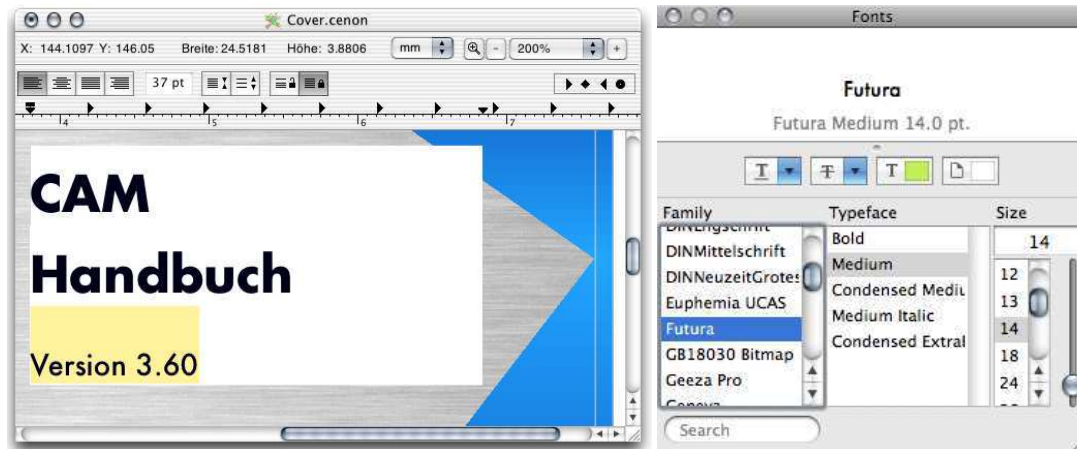 Cover.cenon
X: 144.1097 Y: 146.05 Breite: 24.5181 Höhe: 3.8806 mm - 200% +
37 pt
4 5 6 7
CAM
Handbuch
Version 3.60
Fonts
Futura
Futura Medium 14.0 pt.
T T T
Family Typeface Size
DINEngschrift Bold 14
DINMittelschrift Medium 12
DINNeuzeitGrotes Condensed Mediu 13
Euphemia UCAS Medium Italic 14
Futura Condensed Extral 18
GB18030 Bitmap 24
Geeza Pro
Geneva
Search